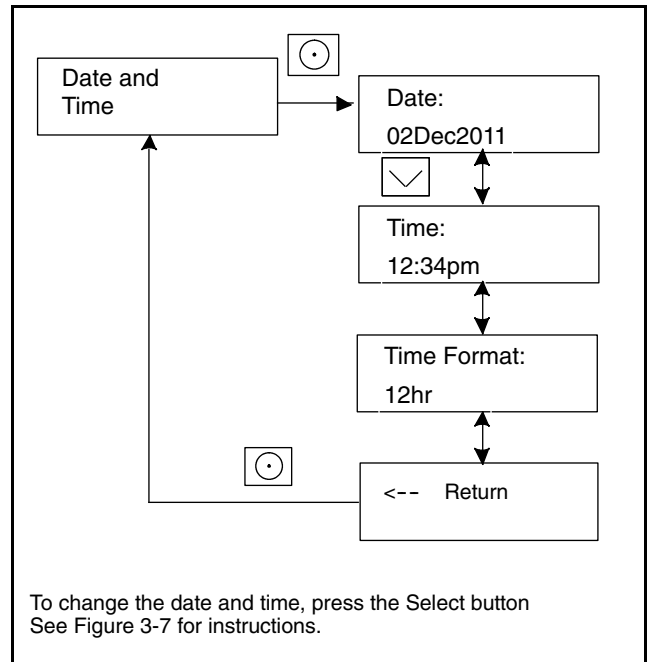 Date and
Time
Date:
02Dec2011
Time:
12:34pm
Time Format:
12hr
<-- Return
To change the date and time, press the Select button
See Figure 3-7 for instructions.